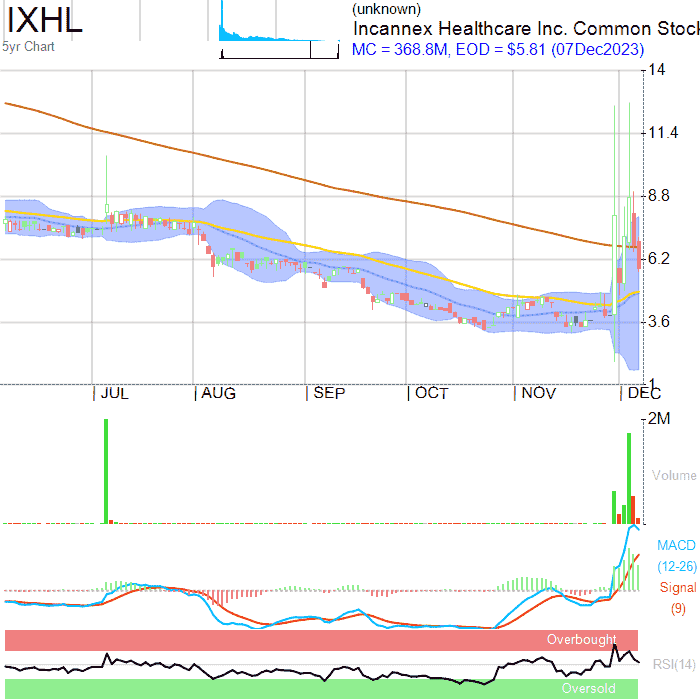 IXHL
5yr Chart
(unknown)
Incannex Healthcare Inc. Common Stock
MC = 368.8M, EOD = $5.81 (07Dec2023)
14
11.4
8.8
6.2
3.6
1
JUL AUG SEP OCT NOV DEC
2M
Volume
MACD
(12-26)
Signal
(9)
Overbought
RSI(14)
Oversold